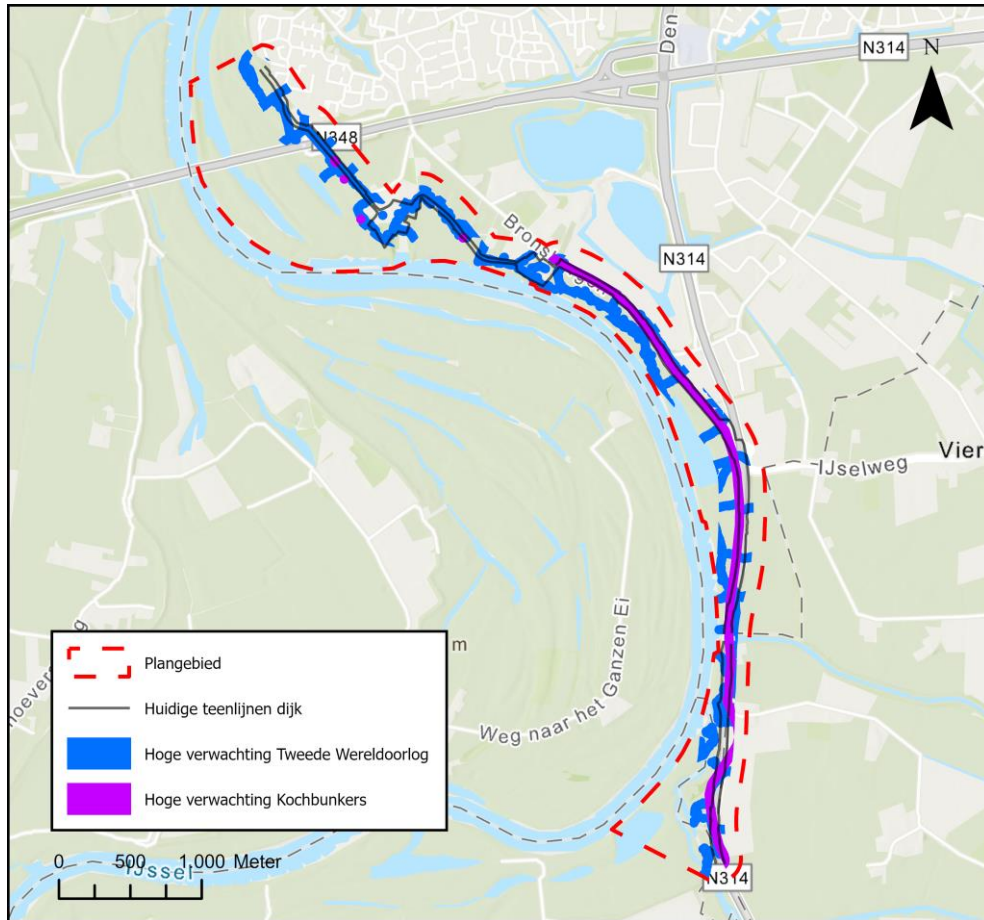 Den
N314
N
N348
Brons
N314
IJselweg
Vier
m
Weg naar het Ganzen Ei
Plangebied
Huidige teenlijnen dijk
Hoge verwachting Tweede Wereldoorlog
Hoge verwachting Kochbunkers
0 500 1,000 Meter
IJssel
N314